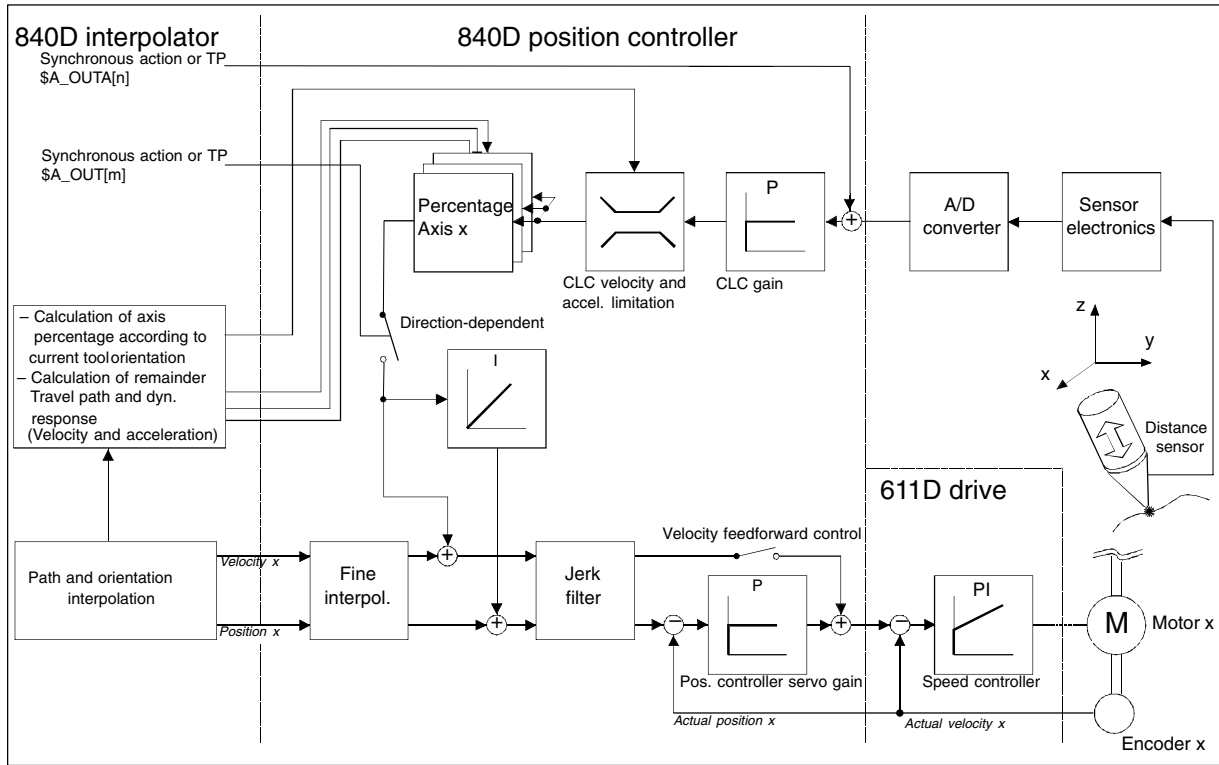 840D interpolator
840D position controller
Synchronous action or TP
$A_OUTA[n]
Synchronous action or TP
$A_OUT[m]
Percentage
Axis x
CLC velocity and
accel. limitation
P
CLC gain
+
A/D
converter
Sensor
electronics
– Calculation of axis
percentage according to
current toolorientation
– Calculation of remainder
Travel path and dyn.
response
(Velocity and acceleration)
Direction-dependent
I
z
y
x
Distance
sensor
611D drive
Path and orientation
interpolation
Velocity x
Position x
Fine
interpol.
+
+
Jerk
filter
Velocity feedforward control
–
P
Pos. controller servo gain
+
–
PI
Speed controller
M
Motor x
Actual position x
Actual velocity x
Encoder x